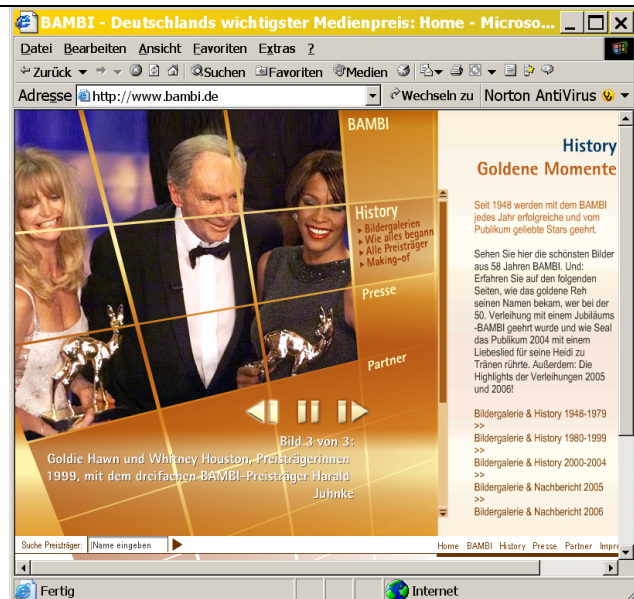 BAMBI - Deutschlands wichtigster Medienpreis: Home - Microso...
Datei Bearbeiten Ansicht Favoriten Extras ?
Zurück Suchen Favoriten Medien
Adresse http://www.bambi.de Wechseln zu Norton AntiVirus
BAMBI
History
Bildergalerien
Wie alles begann
Alle Preisträger
Making-of
Presse
Partner
Bild 3 von 3:
Goldie Hawn und Whitney Houston, Preisträgerinnen
1999, mit dem dreifachen BAMBI-Preisträger Harald
Juhnke
History
Goldene Momente
Seit 1948 werden mit dem BAMBI
jedes Jahr erfolgreiche und vom
Publikum geliebte Stars geehrt.
Sehen Sie hier die schönsten Bilder
aus 58 Jahren BAMBI. Und:
Erfahren Sie auf den folgenden
Seiten, wie das goldene Reh
seinen Namen bekam, wer bei der
50. Verleihung mit einem Jubiläums
-BAMBI geehrt wurde und wie Seal
das Publikum 2004 mit einem
Liebeslied für seine Heidi zu
Tränen rührte. Außerdem: Die
Highlights der Verleihungen 2005
und 2006!
Bildergalerie & History 1948-1979
>>
Bildergalerie & History 1980-1999
>>
Bildergalerie & History 2000-2004
>>
Bildergalerie & Nachbericht 2005
>>
Bildergalerie & Nachbericht 2006
Suche Preisträger: Name eingeben
Home BAMBI History Presse Partner Impre
Fertig Internet